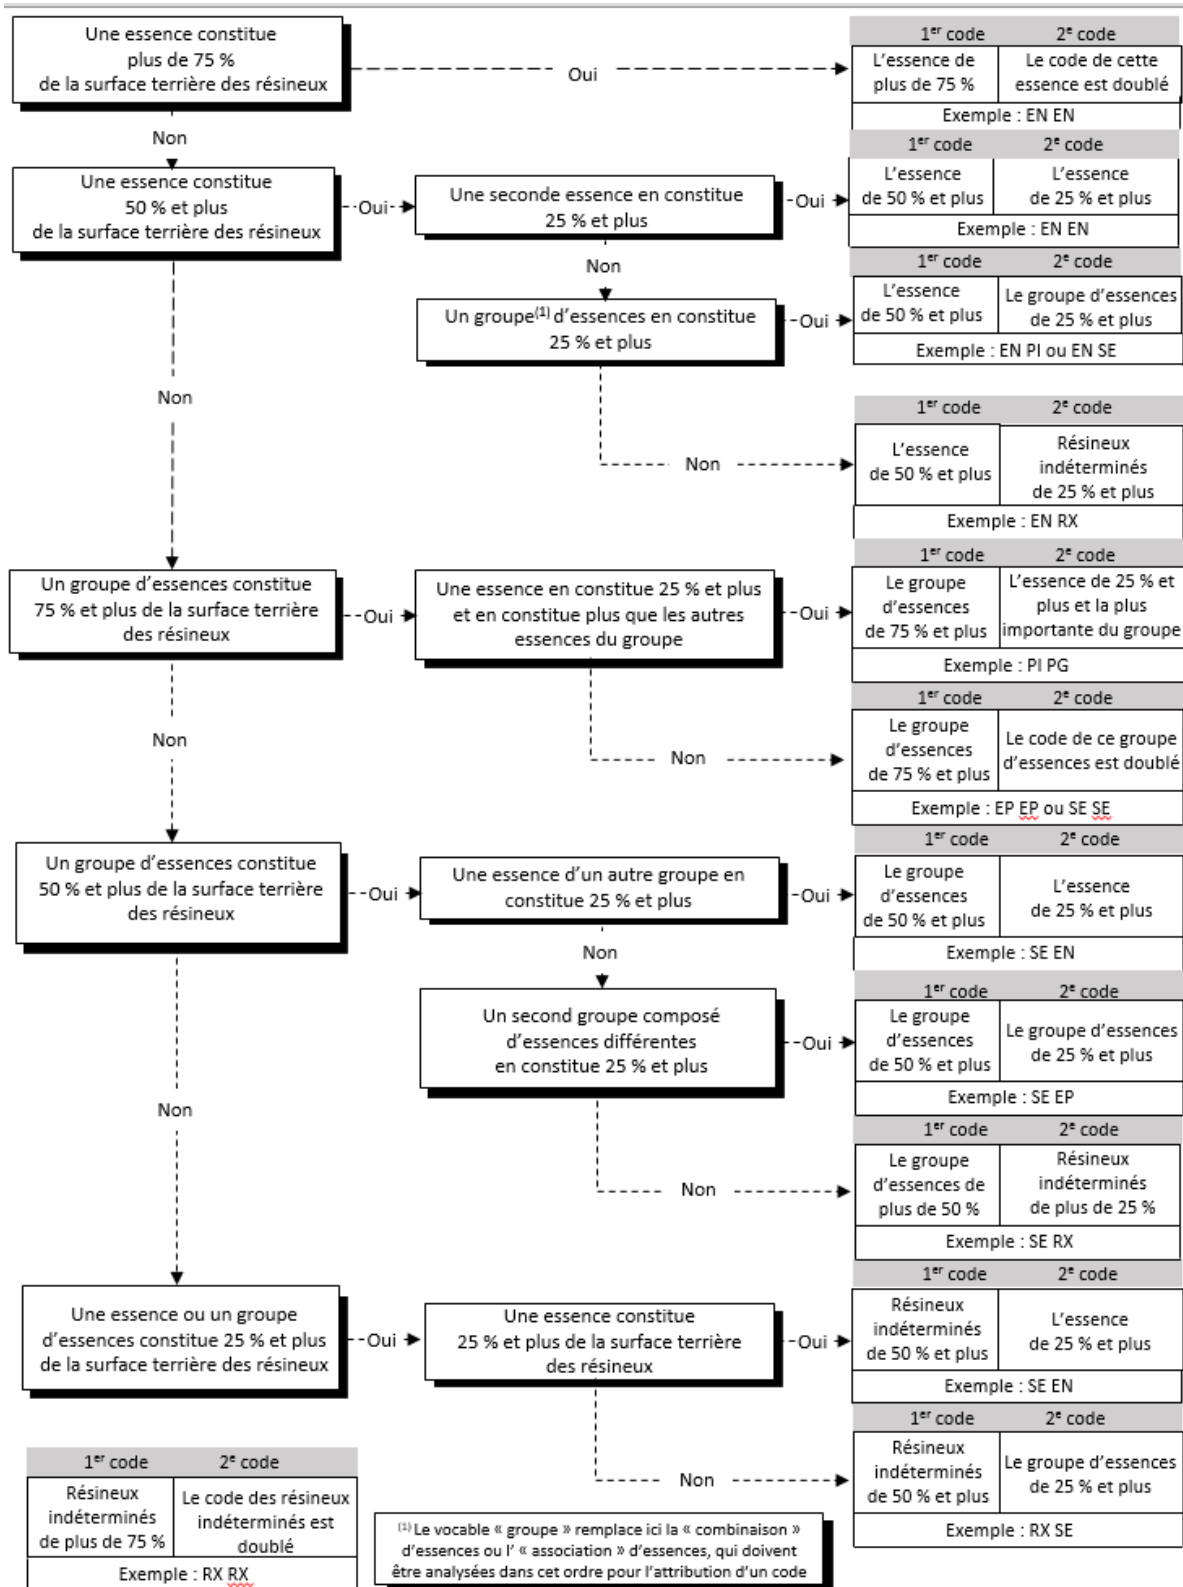 Une essence constitue
plus de 75 %
de la surface terrière des résineux
Oui
1er code 2e code
L'essence de
plus de 75 %
Le code de cette
essence est doublé
Exemple : EN EN
Non
Une essence constitue
50 % et plus
de la surface terrière des résineux
Oui
Une seconde essence en constitue
25 % et plus
Oui
1er code 2e code
L'essence
de 50 % et plus
L'essence
de 25 % et plus
Exemple : EN EN
Non
Un groupe(1) d'essences en constitue
25 % et plus
Oui
1er code 2e code
L'essence
de 50 % et plus
Le groupe d'essences
de 25 % et plus
Exemple : EN PI ou EN SE
Non
Non
1er code 2e code
L'essence
de 50 % et plus
Résineux
indéterminés
de 25 % et plus
Exemple : EN RX
Un groupe d'essences constitue
75 % et plus de la surface terrière
des résineux
Oui
Une essence en constitue 25 % et plus
et en constitue plus que les autres
essences du groupe
Oui
1er code 2e code
Le groupe
d'essences
de 75 % et plus
L'essence de 25 % et
plus et la plus
importante du groupe
Exemple : PI PG
Non
Non
1er code 2e code
Le groupe
d'essences
de 75 % et plus
Le code de ce groupe
d'essences est doublé
Exemple : EP EP ou SE SE
Un groupe d'essences constitue
50 % et plus de la surface terrière
des résineux
Oui
Une essence d'un autre groupe en
constitue 25 % et plus
Oui
1er code 2e code
Le groupe
d'essences
de 50 % et plus
L'essence
de 25 % et plus
Exemple : SE EN
Non
Un second groupe composé
d'essences différentes
en constitue 25 % et plus
Oui
1er code 2e code
Le groupe
d'essences
de 50 % et plus
Le groupe d'essences
de 25 % et plus
Exemple : SE EP
Non
Non
1er code 2e code
Le groupe
d'essences de
plus de 50 %
Résineux
indéterminés
de plus de 25 %
Exemple : SE RX
Une essence ou un groupe
d'essences constitue 25 % et plus
de la surface terrière des résineux
Oui
Une essence constitue
25 % et plus de la surface terrière
des résineux
Oui
1er code 2e code
Résineux
indéterminés
de 50 % et plus
L'essence
de 25 % et plus
Exemple : SE EN
Non
1er code 2e code
Résineux
indéterminés
de 50 % et plus
Le groupe d'essences
de 25 % et plus
Exemple : RX SE
1er code 2e code
Résineux
indéterminés
de plus de 75 %
Le code des résineux
indéterminés est
doublé
Exemple : RX RX
(1) Le vocable « groupe » remplace ici la « combinaison »
d'essences ou l' « association » d'essences, qui doivent
être analysées dans cet ordre pour l'attribution d'un code